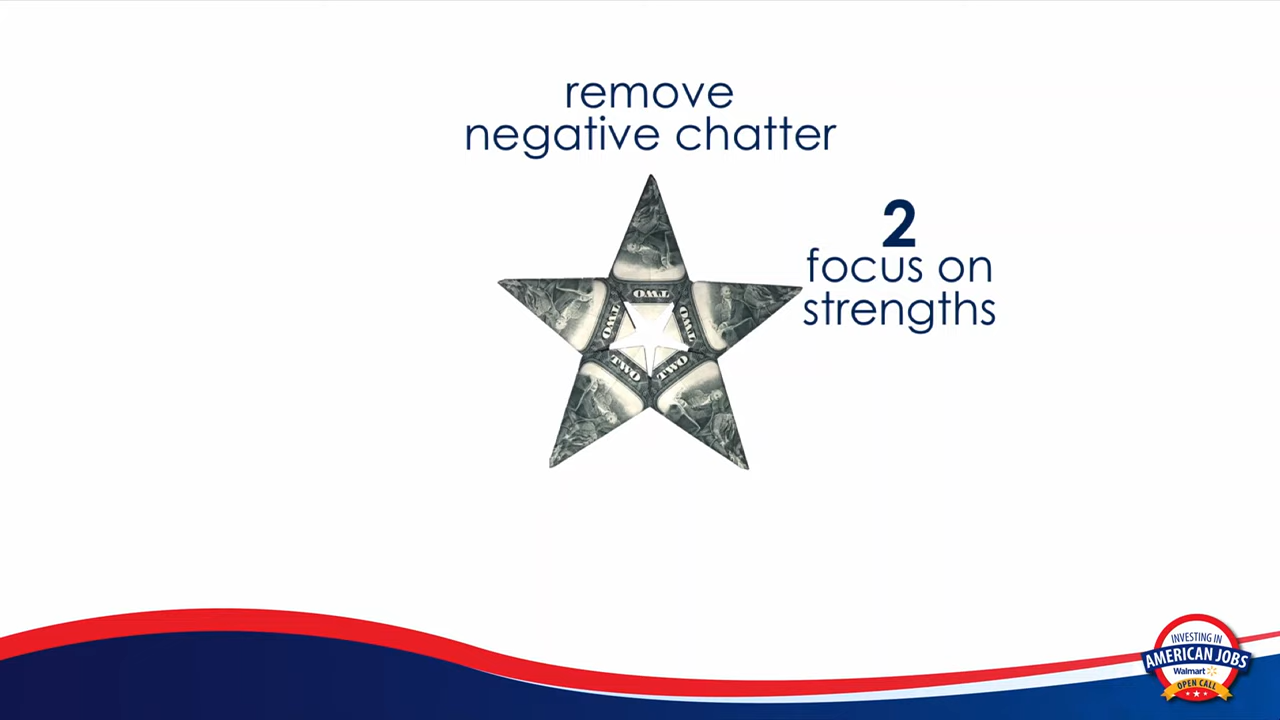 remove
negative chatter
2
focus on
strengths
TWO
TWO
TWO
TWO
TWO
INVESTING IN
AMERICAN JOBS
Walmart
OPEN CALL